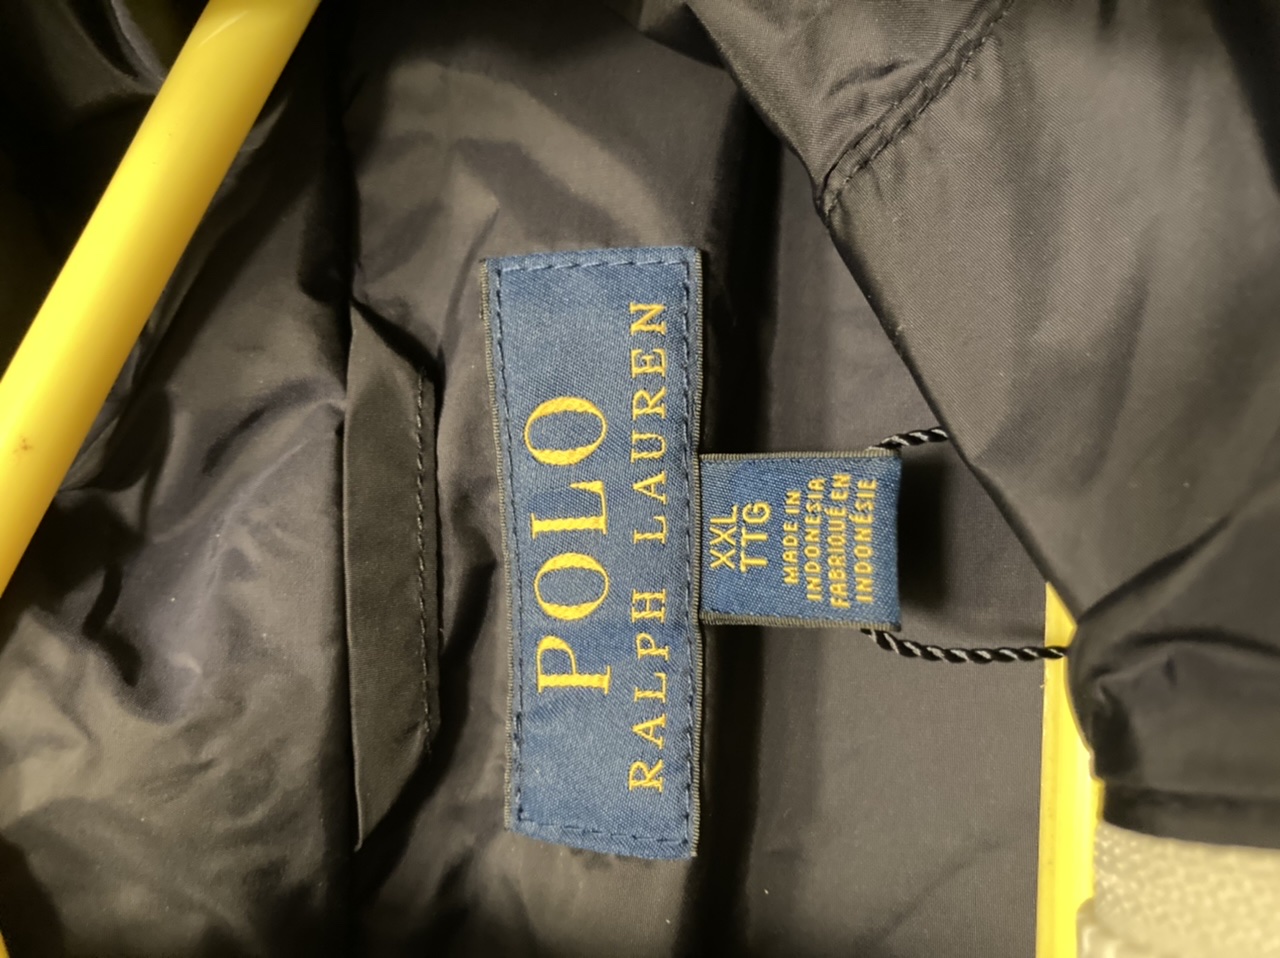 POLO
RALPH LAUREN
XXL
TTG
MADE IN
INDONESIA
FABRIQUÉ EN
INDONÉSIE